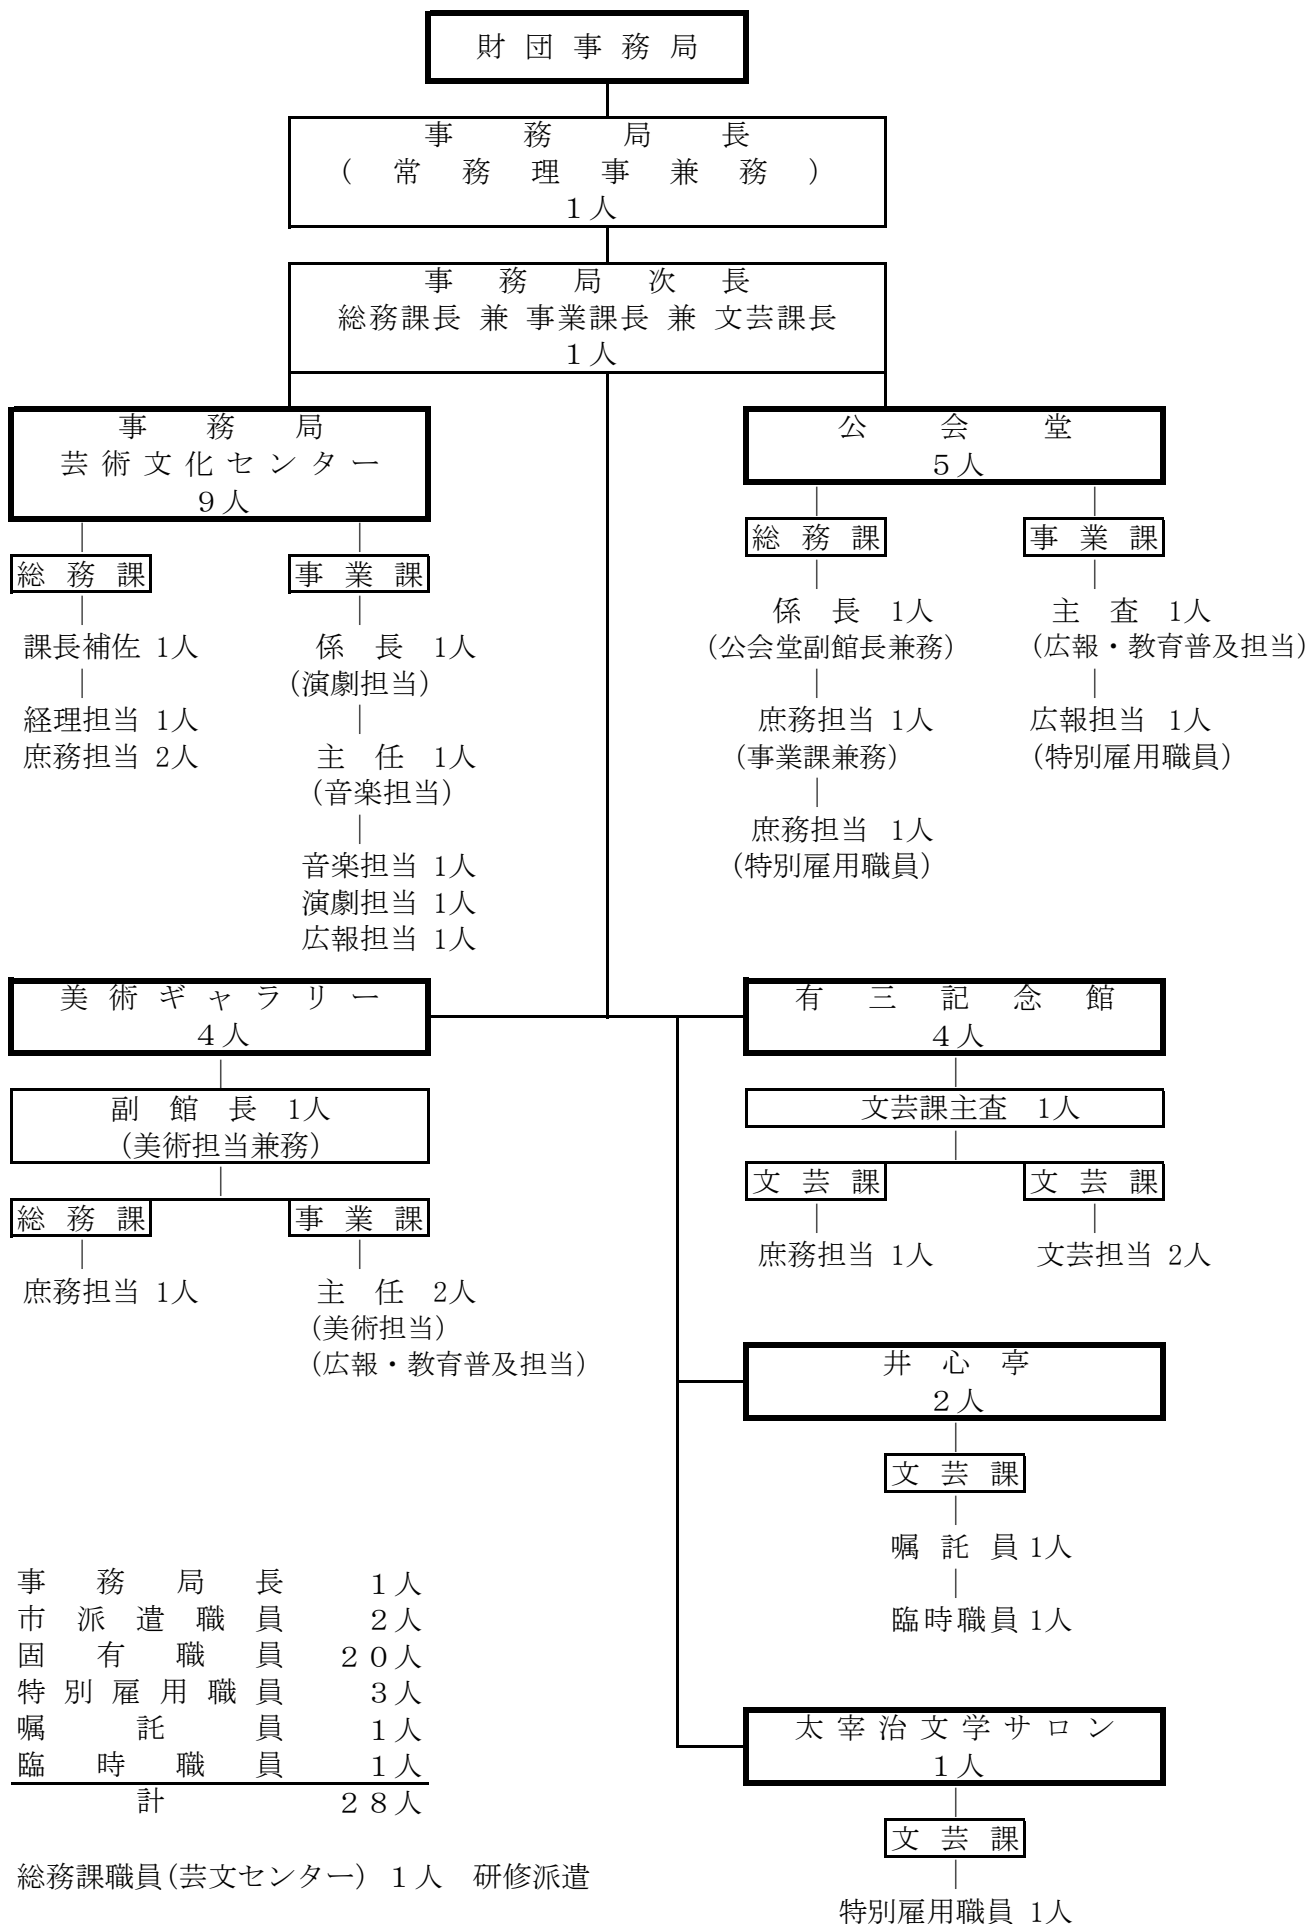 財団事務局
事務局長
(常務理事兼務)
１人
事務局次長
総務課長 兼 事業課長 兼 文芸課長
１人
事務局
芸術文化センター
９人
総務課
課長補佐 1人
経理担当 1人
庶務担当 2人
事業課
係長 1人
(演劇担当)
主任 1人
(音楽担当)
音楽担当 1人
演劇担当 1人
広報担当 1人
公会堂
５人
総務課
係長 1人
(公会堂副館長兼務)
庶務担当 1人
(事業課兼務)
庶務担当 1人
(特別雇用職員)
事業課
主査 1人
(広報・教育普及担当)
広報担当 1人
(特別雇用職員)
美術ギャラリー
４人
副館長 1人
(美術担当兼務)
総務課
庶務担当 1人
事業課
主任 2人
(美術担当)
(広報・教育普及担当)
有三記念館
４人
文芸課主査 1人
文芸課
庶務担当 1人
文芸課
文芸担当 2人
井心亭
２人
文芸課
嘱託員 1人
臨時職員 1人
太宰治文学サロン
１人
文芸課
特別雇用職員 1人
事務局長 １人
市派遣職員 ２人
固有職員 ２０人
特別雇用職員 ３人
嘱託員 １人
臨時職員 １人
計 ２８人
総務課職員(芸文センター) １人 研修派遣